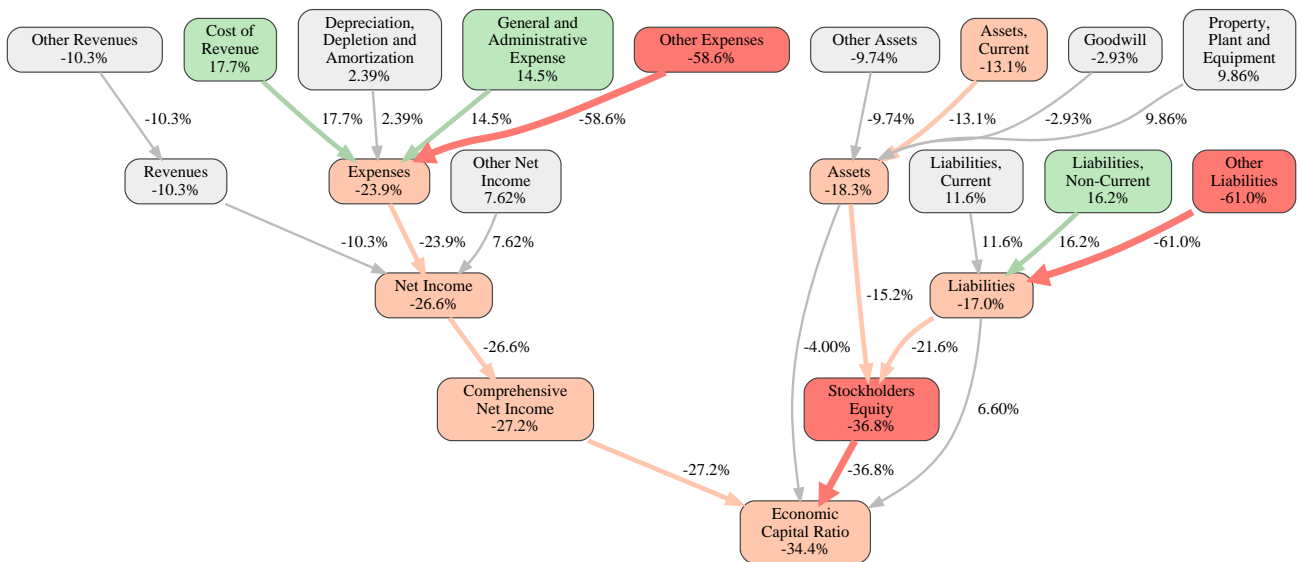 Other Revenues
-10.3%
Cost of
Revenue
17.7%
Depreciation,
Depletion and
Amortization
2.39%
General and
Administrative
Expense
14.5%
Other Expenses
-58.6%
Other Assets
-9.74%
Assets,
Current
-13.1%
Goodwill
-2.93%
Property,
Plant and
Equipment
9.86%
-10.3%
17.7%
2.39%
14.5%
-58.6%
-9.74%
-13.1%
-2.93%
9.86%
Revenues
-10.3%
Expenses
-23.9%
Other Net
Income
7.62%
Assets
-18.3%
Liabilities,
Current
11.6%
Liabilities,
Non-Current
16.2%
Other
Liabilities
-61.0%
-10.3%
-23.9%
7.62%
11.6%
16.2%
-61.0%
Net Income
-26.6%
-15.2%
Liabilities
-17.0%
-26.6%
-4.00%
-21.6%
Comprehensive
Net Income
-27.2%
Stockholders
Equity
-36.8%
6.60%
-27.2%
-36.8%
Economic
Capital Ratio
-34.4%